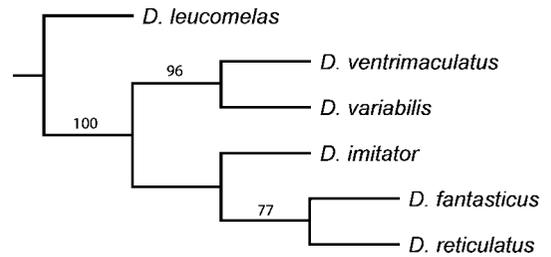 D. leucomelas
96
D. ventrimaculatus
D. variabilis
100
D. imitator
77
D. fantasticus
D. reticulatus